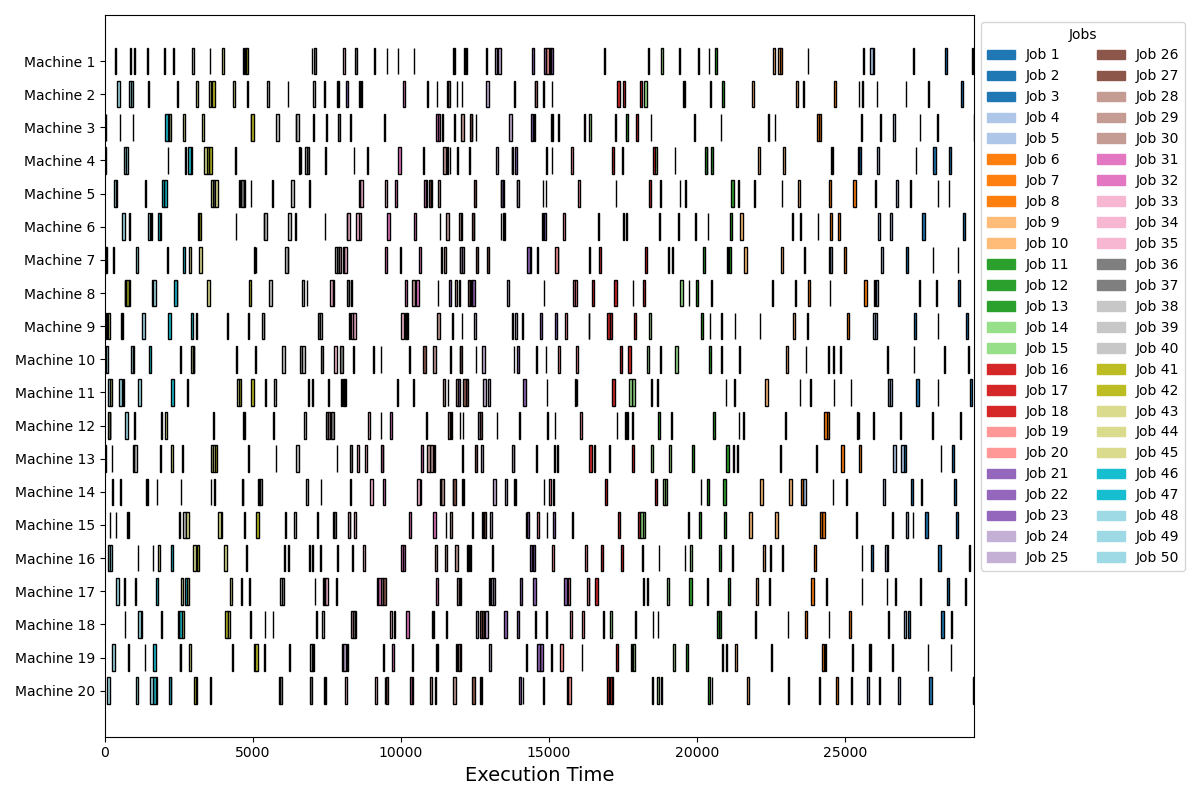 Machine 1
Machine 2
Machine 3
Machine 4
Machine 5
Machine 6
Machine 7
Machine 8
Machine 9
Machine 10
Machine 11
Machine 12
Machine 13
Machine 14
Machine 15
Machine 16
Machine 17
Machine 18
Machine 19
Machine 20
0 5000 10000 15000 20000 25000
Execution Time
Jobs
Job 1
Job 2
Job 3
Job 4
Job 5
Job 6
Job 7
Job 8
Job 9
Job 10
Job 11
Job 12
Job 13
Job 14
Job 15
Job 16
Job 17
Job 18
Job 19
Job 20
Job 21
Job 22
Job 23
Job 24
Job 25
Job 26
Job 27
Job 28
Job 29
Job 30
Job 31
Job 32
Job 33
Job 34
Job 35
Job 36
Job 37
Job 38
Job 39
Job 40
Job 41
Job 42
Job 43
Job 44
Job 45
Job 46
Job 47
Job 48
Job 49
Job 50